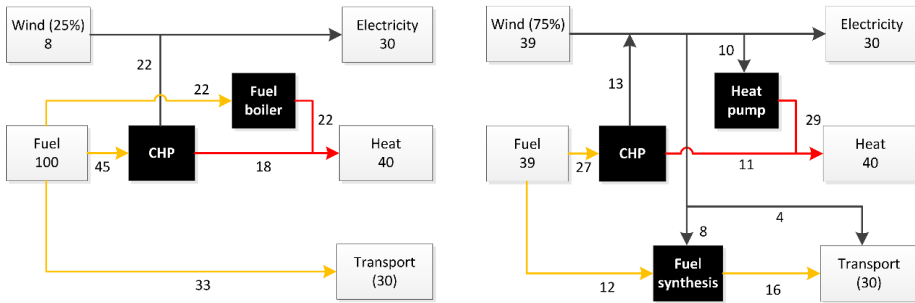 Wind (25%)
8
Electricity
30
22
22
Fuel
boiler
22
Fuel
100
45
CHP
18
Heat
40
33
Transport
(30)
Wind (75%)
39
Electricity
30
10
13
Heat
pump
29
Fuel
39
27
CHP
11
Heat
40
4
8
12
Fuel
synthesis
16
Transport
(30)